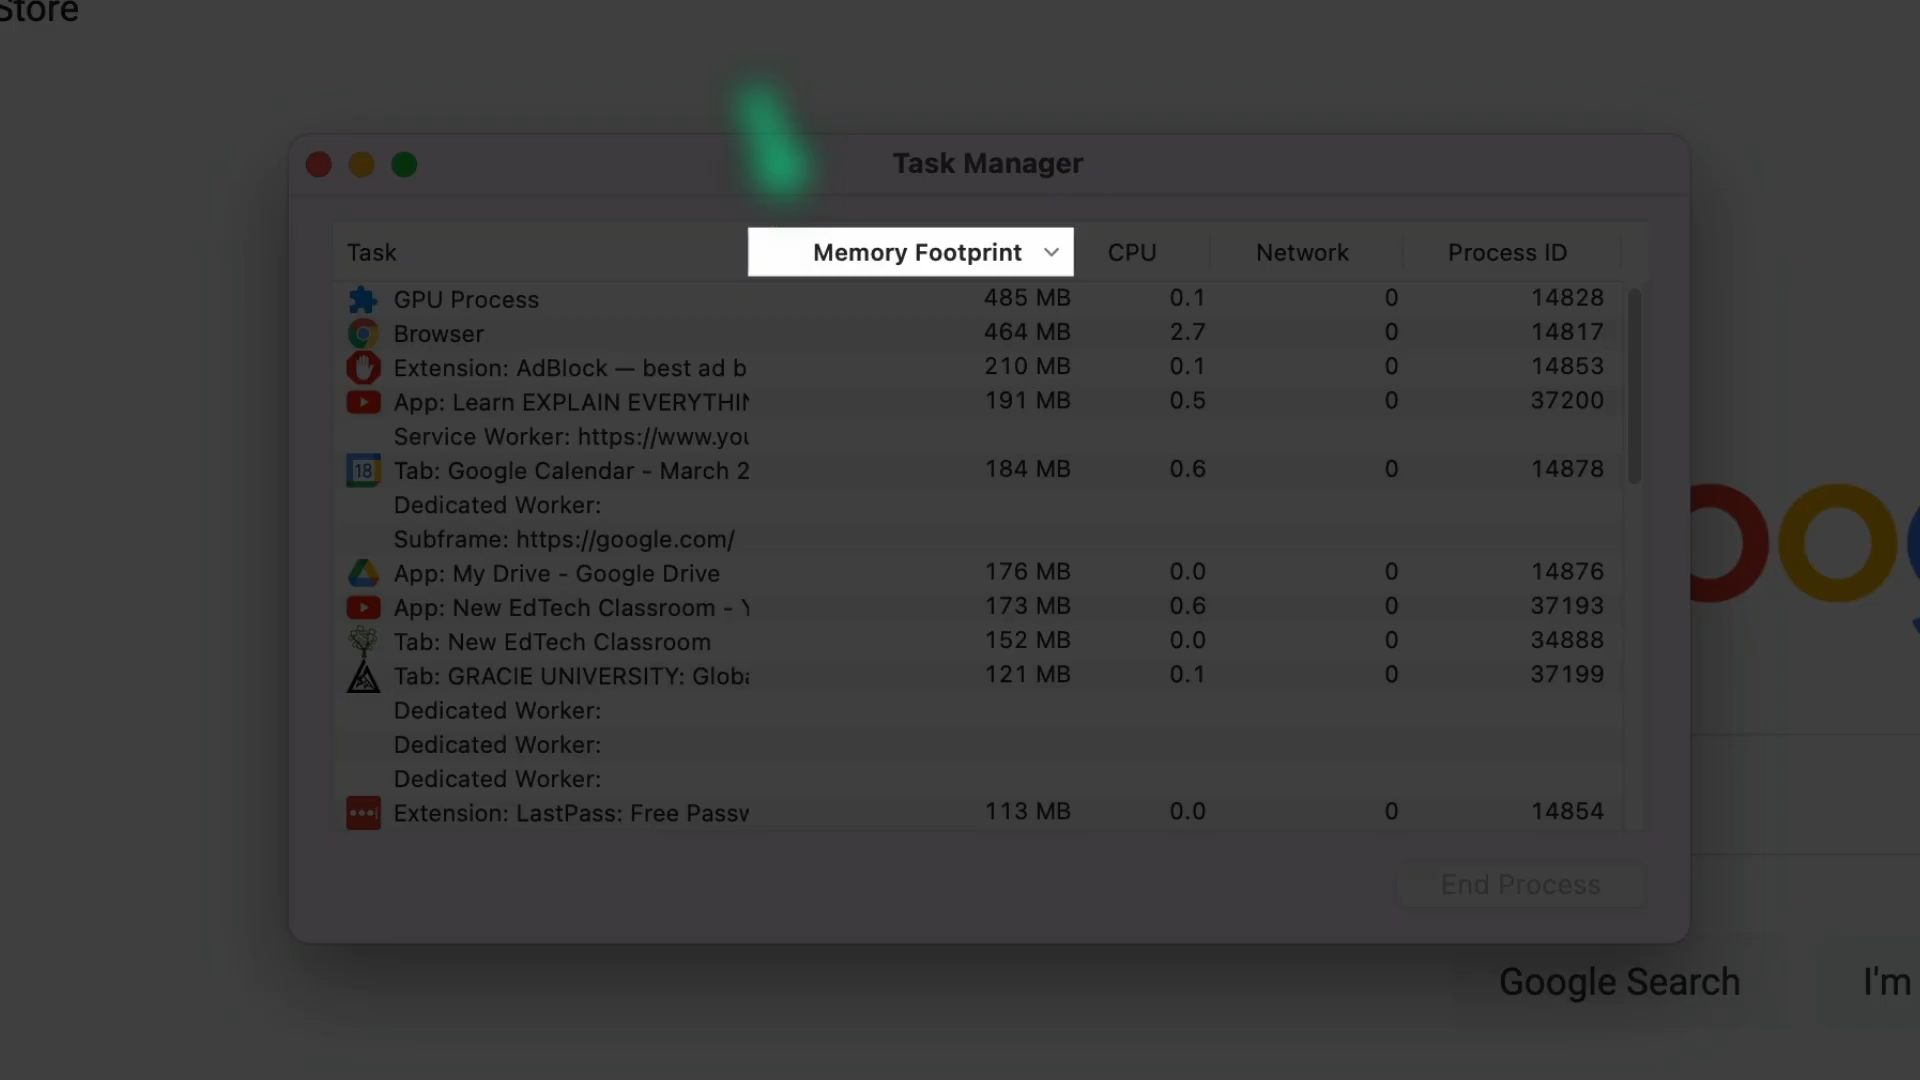 Store
Task Manager
Task Memory Footprint CPU Network Process ID
GPU Process 485 MB 0.1 0 14828
Browser 464 MB 2.7 0 14817
Extension: AdBlock — best ad b 210 MB 0.1 0 14853
App: Learn EXPLAIN EVERYTHIN 191 MB 0.5 0 37200
Service Worker: https://www.you
18 Tab: Google Calendar - March 2 184 MB 0.6 0 14878
Dedicated Worker:
Subframe: https://google.com/
App: My Drive - Google Drive 176 MB 0.0 0 14876
App: New EdTech Classroom - Y 173 MB 0.6 0 37193
Tab: New EdTech Classroom 152 MB 0.0 0 34888
Tab: GRACIE UNIVERSITY: Globa 121 MB 0.1 0 37199
Dedicated Worker:
Dedicated Worker:
Dedicated Worker:
Extension: LastPass: Free Passw 113 MB 0.0 0 14854
End Process
oog
Google Search I'm